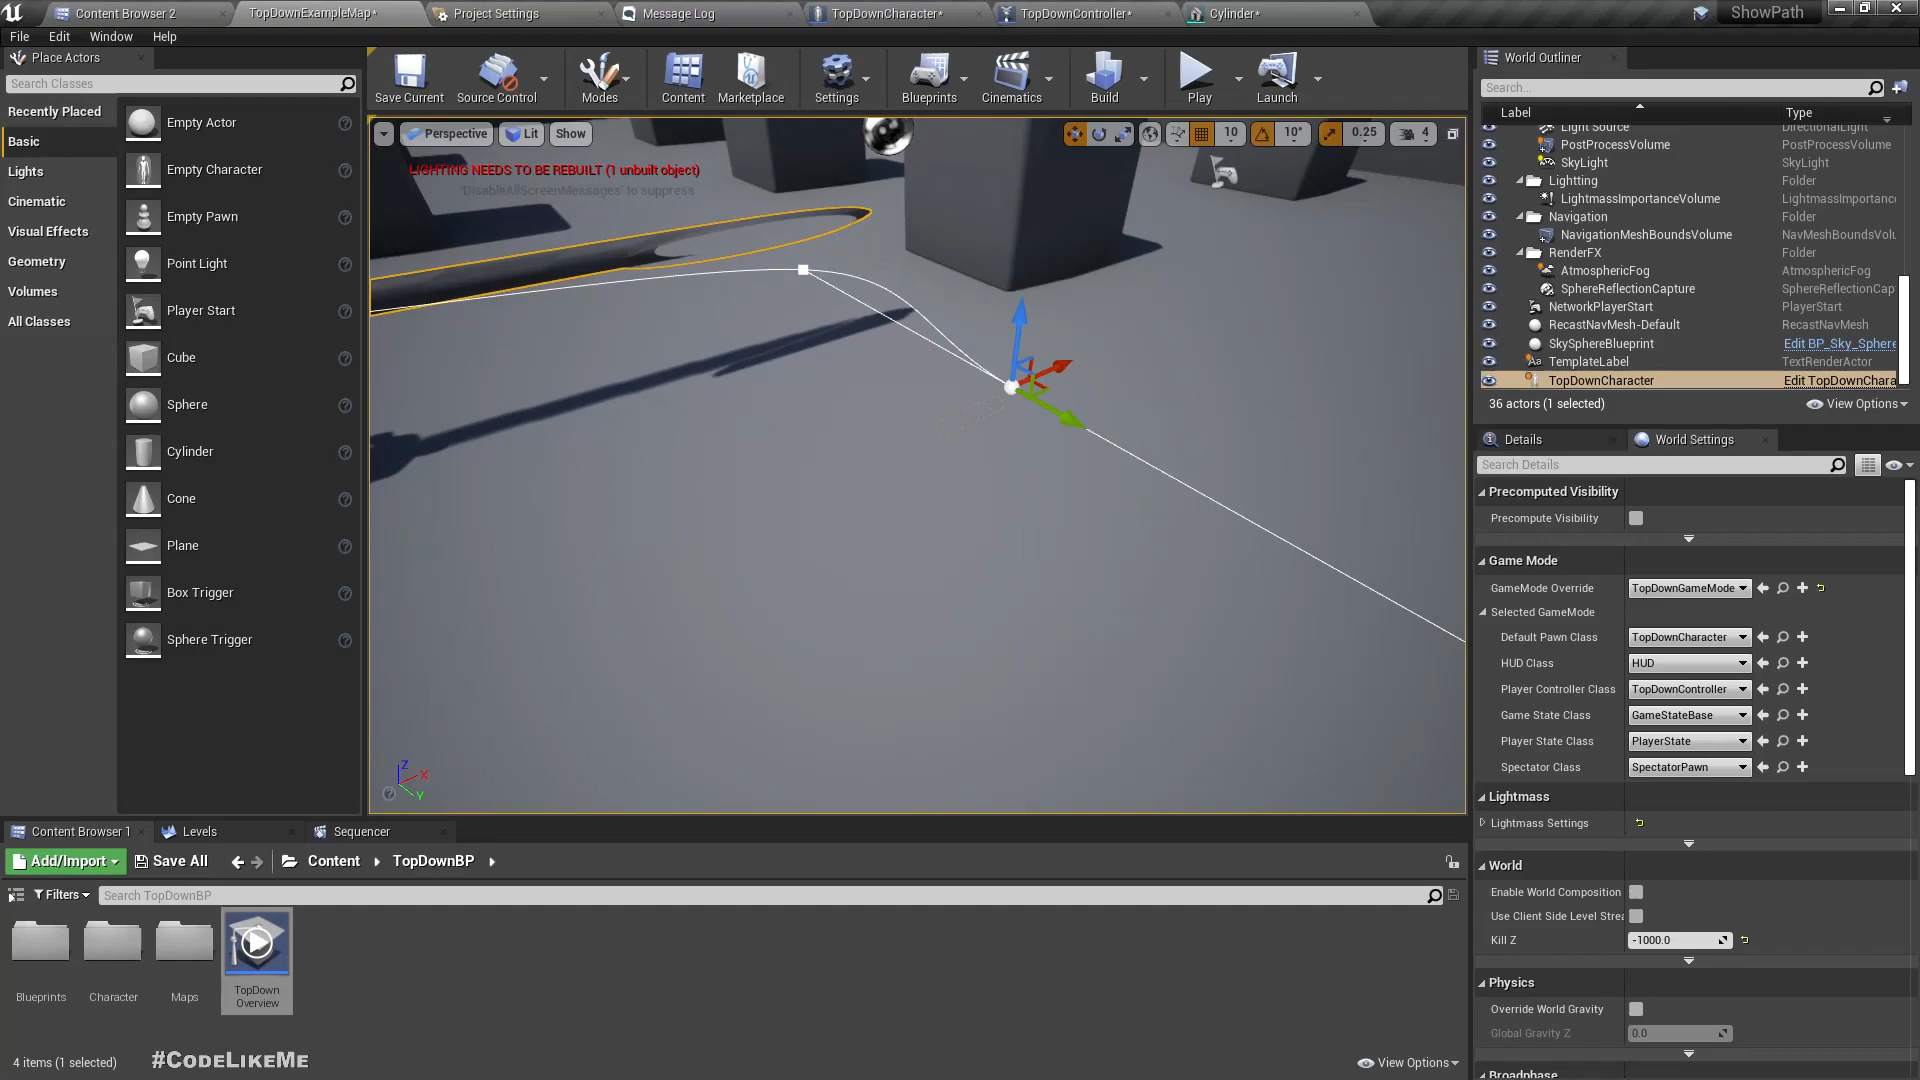 Content Browser 2
TopDownExampleMap*
Project Settings
Message Log
TopDownCharacter*
TopDownController*
Cylinder*
ShowPath
File Edit Window Help
Place Actors
Search Classes
Recently Placed
Basic
Lights
Cinematic
Visual Effects
Geometry
Volumes
All Classes
Empty Actor
Empty Character
Empty Pawn
Point Light
Player Start
Cube
Sphere
Cylinder
Cone
Plane
Box Trigger
Sphere Trigger
Save Current
Source Control
Modes
Content
Marketplace
Settings
Blueprints
Cinematics
Build
Play
Launch
Perspective
Lit
Show
10
10°
0.25
4
LIGHTING NEEDS TO BE REBUILT (1 unbuilt object)
'DisableAllScreenMessages' to suppress
Z
X
Y
World Outliner
Search...
Label Type
Light Source DirectionalLight
PostProcessVolume PostProcessVolume
SkyLight SkyLight
Lightting Folder
LightmassImportanceVolume LightmassImportance
Navigation Folder
NavigationMeshBoundsVolume NavMeshBoundsVolu
RenderFX Folder
AtmosphericFog AtmosphericFog
SphereReflectionCapture SphereReflectionCap
NetworkPlayerStart PlayerStart
RecastNavMesh-Default RecastNavMesh
SkySphereBlueprint Edit BP_Sky_Sphere
TemplateLabel TextRenderActor
TopDownCharacter Edit TopDownChara
36 actors (1 selected)
View Options
Details
World Settings
Search Details
Precomputed Visibility
Precompute Visibility
Game Mode
GameMode Override TopDownGameMode
Selected GameMode
Default Pawn Class TopDownCharacter
HUD Class HUD
Player Controller Class TopDownController
Game State Class GameStateBase
Player State Class PlayerState
Spectator Class SpectatorPawn
Lightmass
Lightmass Settings
World
Enable World Composition
Use Client Side Level Strea
Kill Z -1000.0
Physics
Override World Gravity
Global Gravity Z 0.0
Broadphase
Content Browser 1
Levels
Sequencer
Add/Import
Save All
Content
TopDownBP
Filters
Search TopDownBP
Blueprints
Character
Maps
TopDown
Overview
4 items (1 selected)
#CodeLikeMe
View Options